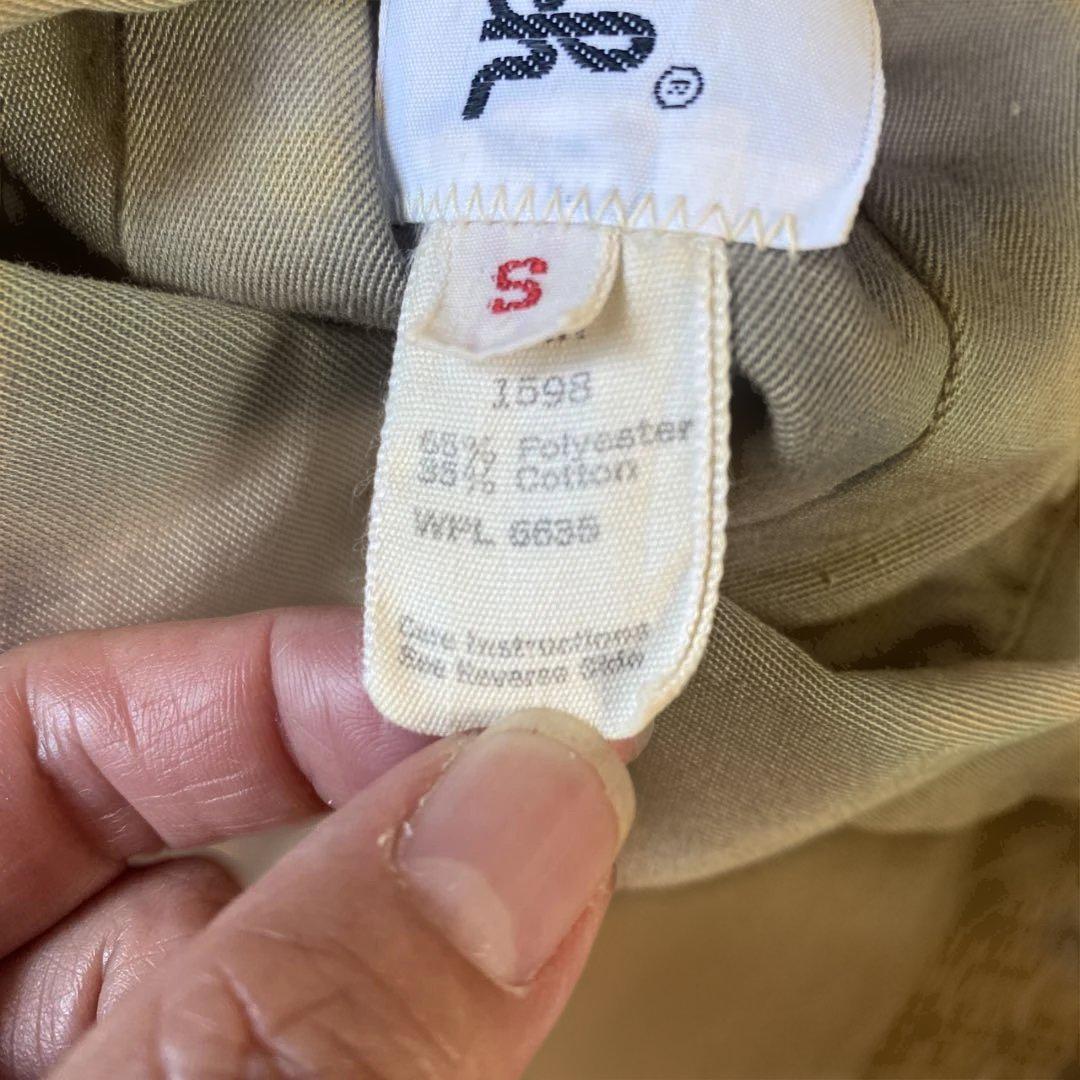 ®
S
1598
65% Polyester
35% Cotton
WPL 6635
Care Instructions
See Reverse Side